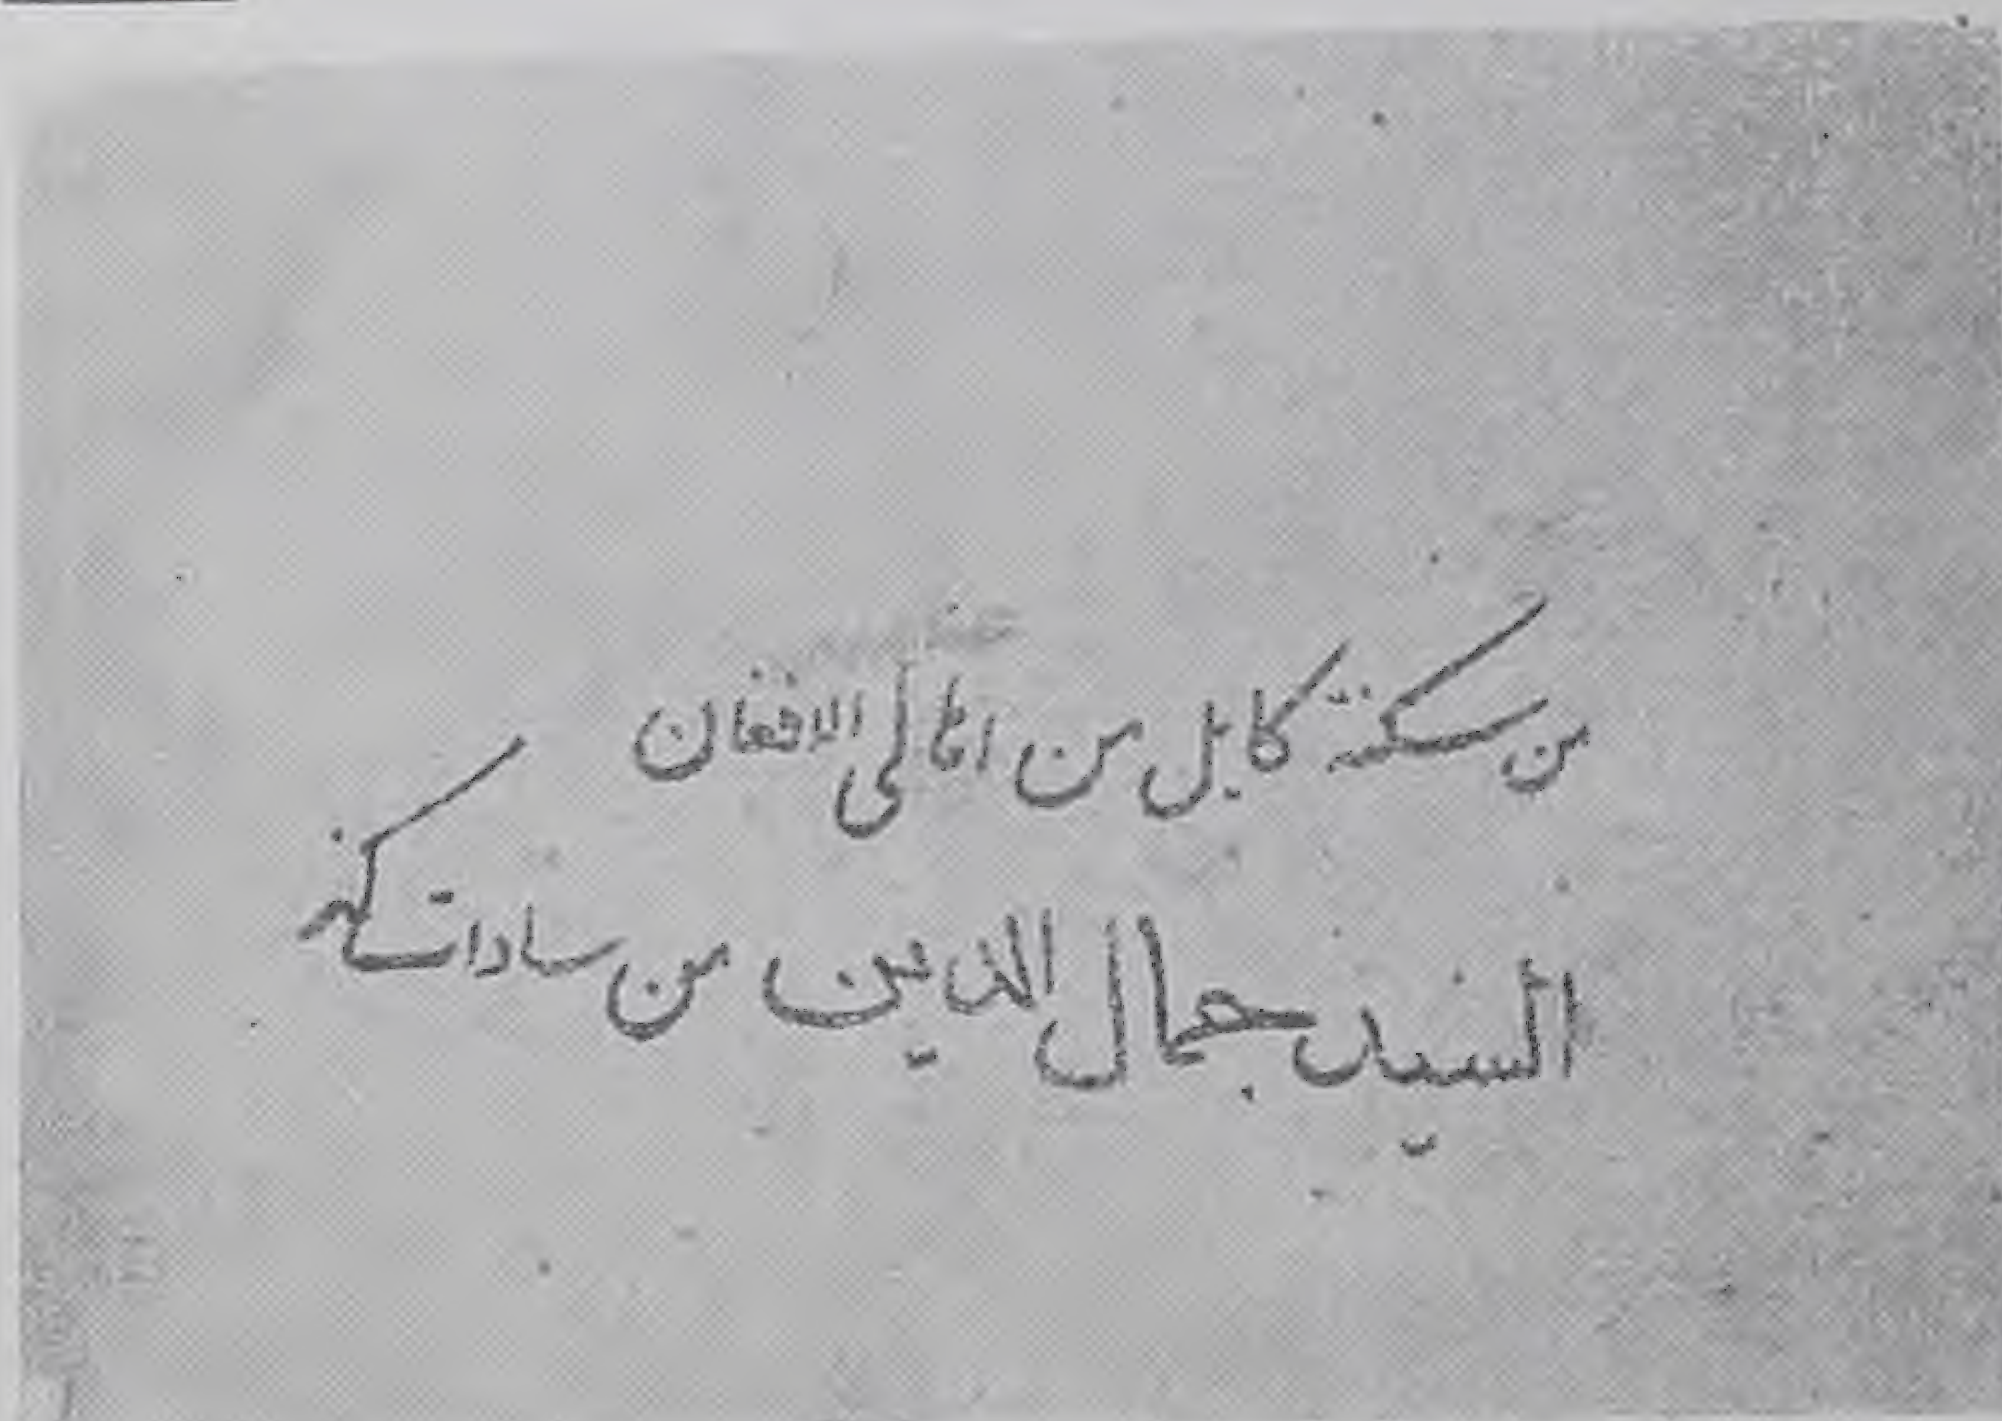 من سكنة كابل من اهالى الافغان
السيد جمال الدين من سادات كنر